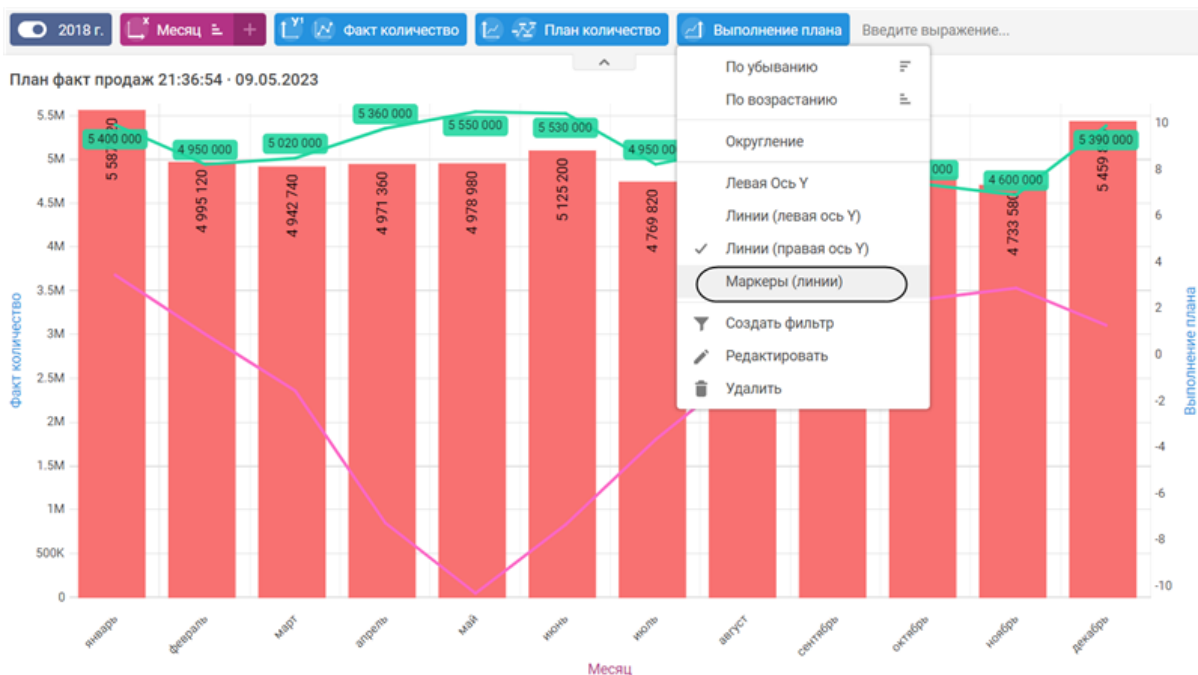 2018 г.
Месяц
Факт количество
План количество
Выполнение плана
Введите выражение...
План факт продаж 21:36:54 · 09.05.2023
По убыванию
По возрастанию
Округление
Левая Ось Y
Линии (левая ось Y)
Линии (правая ось Y)
Маркеры (линии)
Создать фильтр
Редактировать
Удалить
5.5M
5M
4.5M
4M
3.5M
3M
2.5M
2M
1.5M
1M
500K
0
Факт количество
5 400 000
4 950 000
5 020 000
5 360 000
5 550 000
5 530 000
4 950 00
000
4 600 000
5 390 000
4 995 120
4 942 740
4 971 360
4 978 980
5 125 200
4 769 820
4 733 580
5 459
10
8
6
4
2
0
-2
-4
-6
-8
-10
Выполнение плана
январь
февраль
март
апрель
май
июнь
июль
август
сентябрь
октябрь
ноябрь
декабрь
Месяц